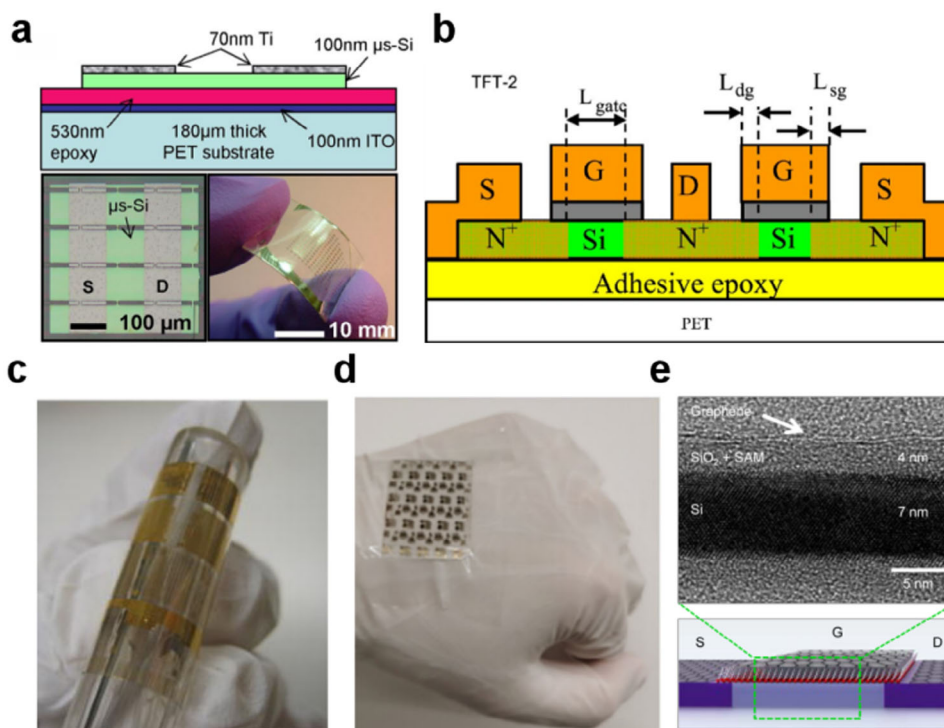 a
70nm Ti
100nm µs-Si
530nm
epoxy
180µm thick
PET substrate
100nm ITO
µs-Si
S
D
100 µm
10 mm
b
TFT-2
L gate
L dg
L sg
S
G
D
G
S
N+
Si
N+
Si
N+
Adhesive epoxy
PET
c
d
e
Graphene
SiO2 + SAM
4 nm
Si
7 nm
5 nm
S
G
D